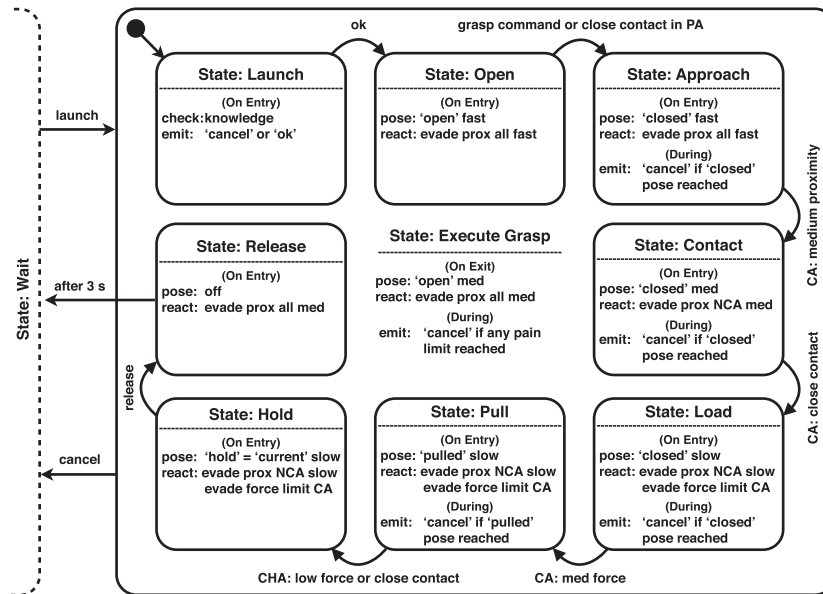 ok
grasp command or close contact in PA
State: Launch
(On Entry)
check:knowledge
emit: ‘cancel’ or ‘ok’
State: Open
(On Entry)
pose: ‘open’ fast
react: evade prox all fast
State: Approach
(On Entry)
pose: ‘closed’ fast
react: evade prox all fast
(During)
emit: ‘cancel’ if ‘closed’
pose reached
launch
CA: medium proximity
State: Release
(On Entry)
pose: off
react: evade prox all med
State: Execute Grasp
(On Exit)
pose: ‘open’ med
react: evade prox all med
(During)
emit: ‘cancel’ if any pain
limit reached
State: Contact
(On Entry)
pose: ‘closed’ med
react: evade prox NCA med
(During)
emit: ‘cancel’ if ‘closed’
pose reached
State: Wait
after 3 s
release
CA: close contact
State: Hold
(On Entry)
pose: ‘hold’ = ‘current’ slow
react: evade prox NCA slow
evade force limit CA
State: Pull
(On Entry)
pose: ‘pulled’ slow
react: evade prox NCA slow
evade force limit CA
(During)
emit: ‘cancel’ if ‘pulled’
pose reached
State: Load
(On Entry)
pose: ‘closed’ slow
react: evade prox NCA slow
evade force limit CA
(During)
emit: ‘cancel’ if ‘closed’
pose reached
cancel
CHA: low force or close contact
CA: med force